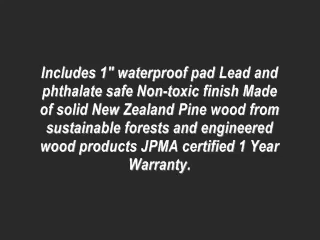 Includes 1" waterproof pad Lead and
phthalate safe Non-toxic finish Made
of solid New Zealand Pine wood from
sustainable forests and engineered
wood products JPMA certified 1 Year
Warranty.